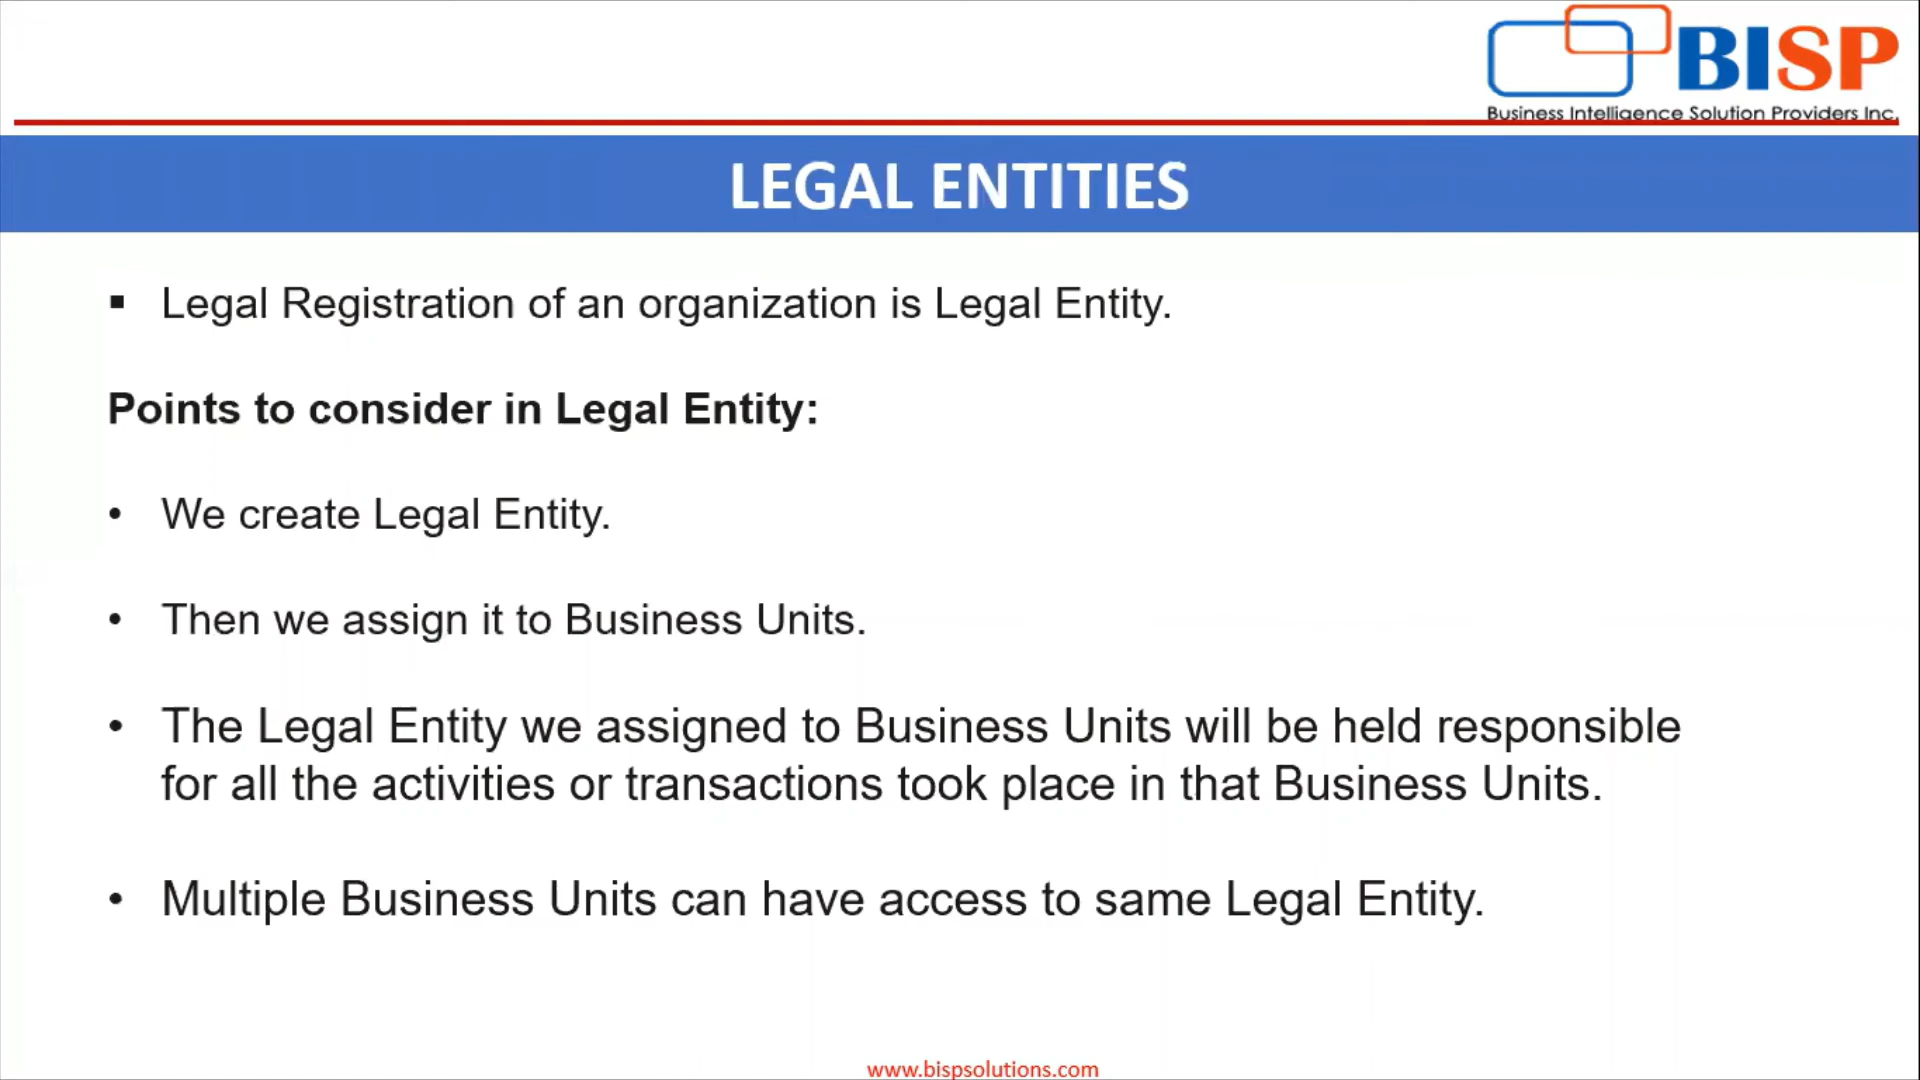 BISP
Business Intelligence Solution Providers Inc.
LEGAL ENTITIES
▪ Legal Registration of an organization is Legal Entity.
Points to consider in Legal Entity:
• We create Legal Entity.
• Then we assign it to Business Units.
• The Legal Entity we assigned to Business Units will be held responsible
for all the activities or transactions took place in that Business Units.
• Multiple Business Units can have access to same Legal Entity.
www.bispsolutions.com